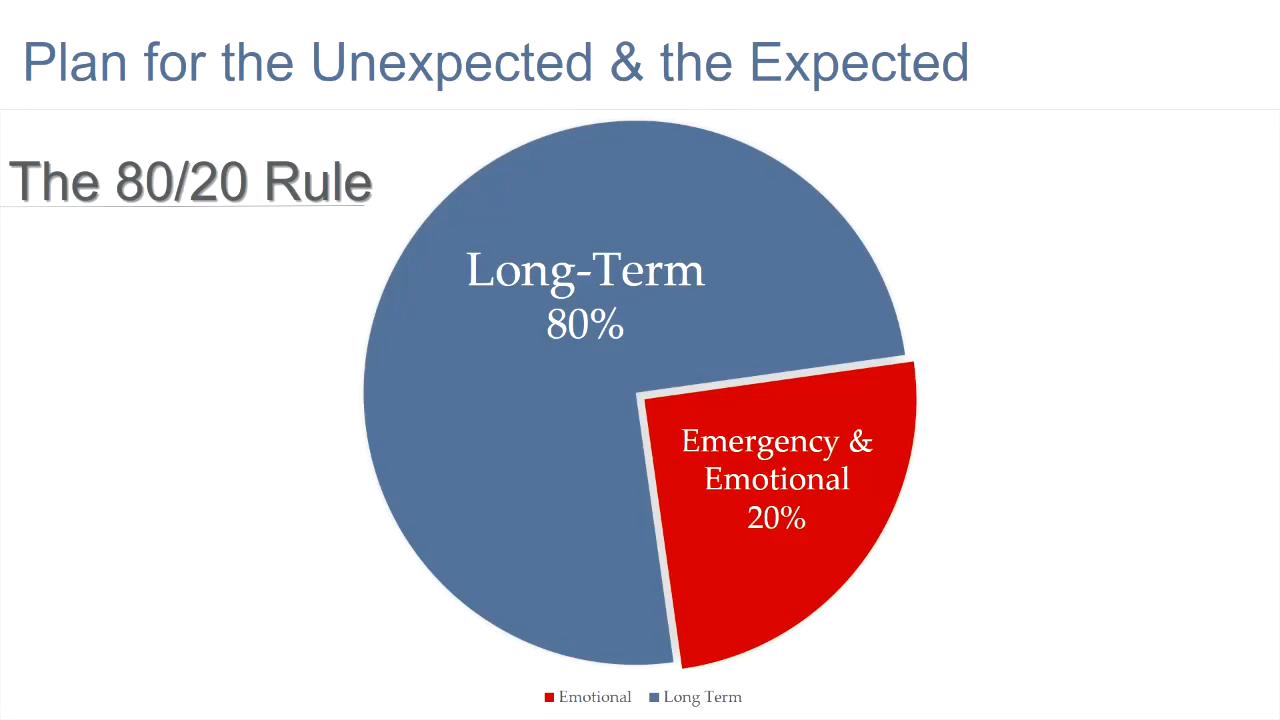 Plan for the Unexpected & the Expected
The 80/20 Rule
Long-Term
80%
Emergency &
Emotional
20%
Emotional Long Term